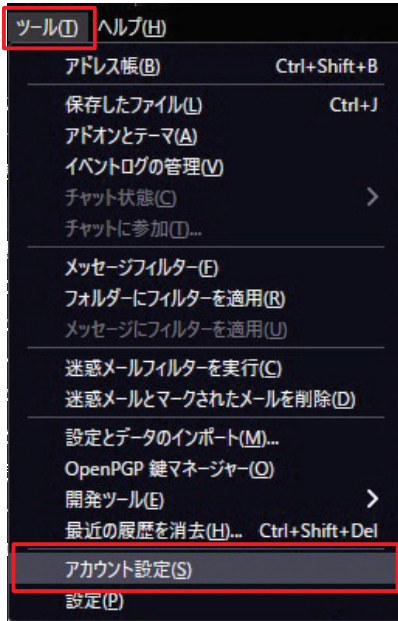 ツール(T) ヘルプ(H)
アドレス帳(B) Ctrl+Shift+B
保存したファイル(L) Ctrl+J
アドオンとテーマ(A)
イベントログの管理(V)
チャット状態(C)
チャットに参加(T)...
メッセージフィルター(F)
フォルダーにフィルターを適用(R)
メッセージにフィルターを適用(U)
迷惑メールフィルターを実行(C)
迷惑メールとマークされたメールを削除(D)
設定とデータのインポート(M)...
OpenPGP 鍵マネージャー(O)
開発ツール(E)
最近の履歴を消去(H)... Ctrl+Shift+Del
アカウント設定(S)
設定(P)